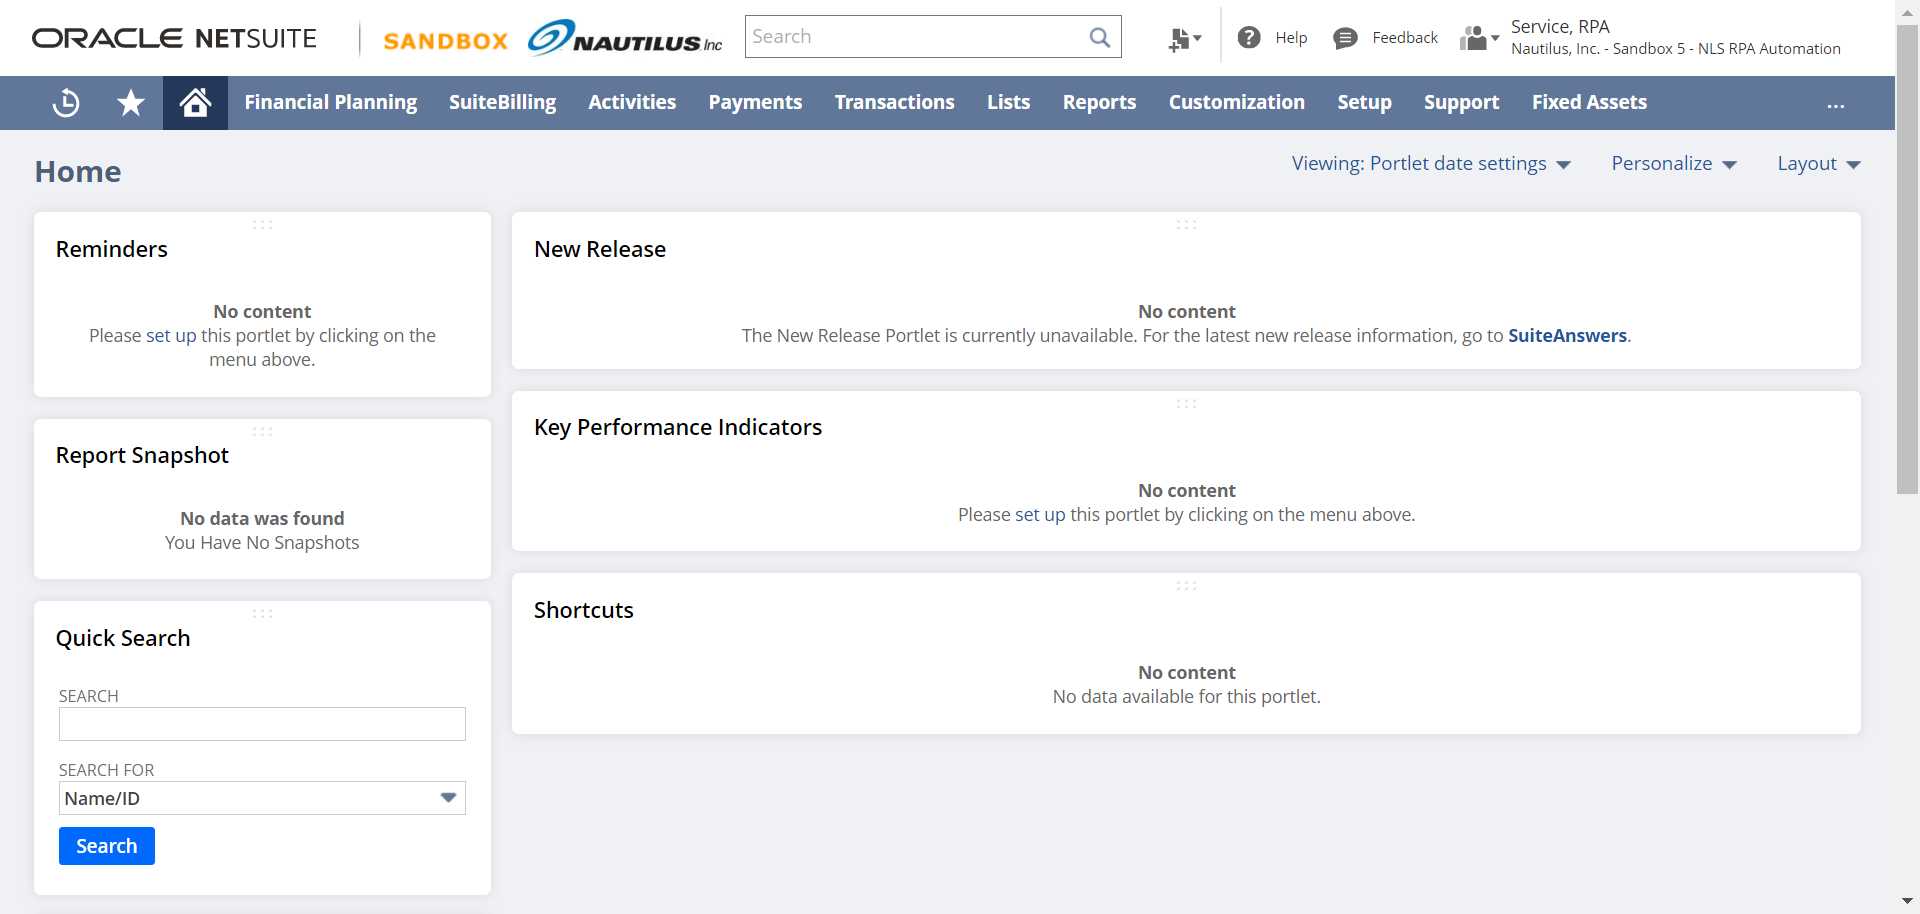 ORACLE NETSUITE
SANDBOX
NAUTILUS, Inc
Search
Help
Feedback
Service, RPA
Nautilus, Inc. - Sandbox 5 - NLS RPA Automation
Financial Planning
SuiteBilling
Activities
Payments
Transactions
Lists
Reports
Customization
Setup
Support
Fixed Assets
...
Home
Viewing: Portlet date settings
Personalize
Layout
Reminders
No content
Please set up this portlet by clicking on the
menu above.
Report Snapshot
No data was found
You Have No Snapshots
Quick Search
SEARCH
SEARCH FOR
Name/ID
Search
New Release
No content
The New Release Portlet is currently unavailable. For the latest new release information, go to SuiteAnswers.
Key Performance Indicators
No content
Please set up this portlet by clicking on the menu above.
Shortcuts
No content
No data available for this portlet.